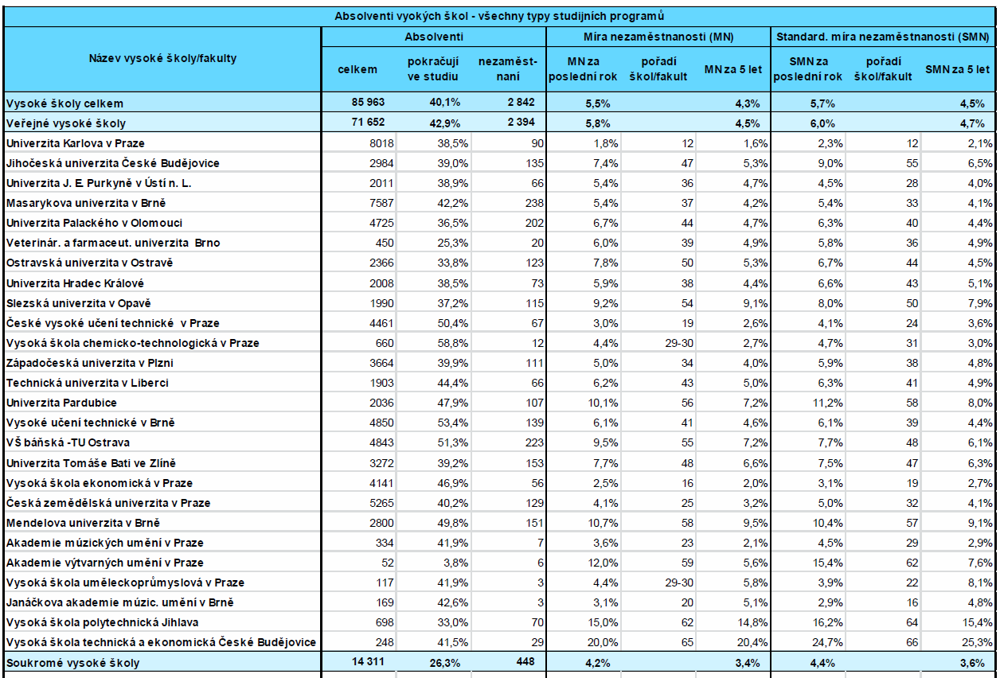 Absolventi vyokých škol - všechny typy studijních programů
Název vysoké školy/fakulty Absolventi Míra nezaměstnanosti (MN) Standard. míra nezaměstnanosti (SMN)
celkem pokračují ve studiu nezaměst-naní MN za poslední rok pořadí škol/fakult MN za 5 let SMN za poslední rok pořadí škol/fakult SMN za 5 let
Vysoké školy celkem 85 963 40,1% 2 842 5,5% 4,3% 5,7% 4,5%
Veřejné vysoké školy 71 652 42,9% 2 394 5,8% 4,5% 6,0% 4,7%
Univerzita Karlova v Praze 8018 38,5% 90 1,8% 12 1,6% 2,3% 12 2,1%
Jihočeská univerzita České Budějovice 2984 39,0% 135 7,4% 47 5,3% 9,0% 55 6,5%
Univerzita J. E. Purkyně v Ústí n. L. 2011 38,9% 66 5,4% 36 4,7% 4,5% 28 4,0%
Masarykova univerzita v Brně 7587 42,2% 238 5,4% 37 4,2% 5,4% 33 4,1%
Univerzita Palackého v Olomouci 4725 36,5% 202 6,7% 44 4,7% 6,3% 40 4,4%
Veterinár. a farmaceut. univerzita Brno 450 25,3% 20 6,0% 39 4,9% 5,8% 36 4,9%
Ostravská univerzita v Ostravě 2366 33,8% 123 7,8% 50 5,3% 6,7% 44 4,5%
Univerzita Hradec Králové 2008 38,5% 73 5,9% 38 4,4% 6,6% 43 5,1%
Slezská univerzita v Opavě 1990 37,2% 115 9,2% 54 9,1% 8,0% 50 7,9%
České vysoké učení technické v Praze 4461 50,4% 67 3,0% 19 2,6% 4,1% 24 3,6%
Vysoká škola chemicko-technologická v Praze 660 58,8% 12 4,4% 29-30 2,7% 4,7% 31 3,0%
Západočeská univerzita v Plzni 3664 39,9% 111 5,0% 34 4,0% 5,9% 38 4,8%
Technická univerzita v Liberci 1903 44,4% 66 6,2% 43 5,0% 6,3% 41 4,9%
Univerzita Pardubice 2036 47,9% 107 10,1% 56 7,2% 11,2% 58 8,0%
Vysoké učení technické v Brně 4850 53,4% 139 6,1% 41 4,6% 6,1% 39 4,4%
VŠ báňská -TU Ostrava 4843 51,3% 223 9,5% 55 7,2% 7,7% 48 6,1%
Univerzita Tomáše Bati ve Zlíně 3272 39,2% 153 7,7% 48 6,6% 7,5% 47 6,3%
Vysoká škola ekonomická v Praze 4141 46,9% 56 2,5% 16 2,0% 3,1% 19 2,7%
Česká zemědělská univerzita v Praze 5265 40,2% 129 4,1% 25 3,2% 5,0% 32 4,1%
Mendelova univerzita v Brně 2800 49,8% 151 10,7% 58 9,5% 10,4% 57 9,1%
Akademie múzických umění v Praze 334 41,9% 7 3,6% 23 2,1% 4,5% 29 2,9%
Akademie výtvarných umění v Praze 52 3,8% 6 12,0% 59 5,6% 15,4% 62 7,6%
Vysoká škola uměleckoprůmyslová v Praze 117 41,9% 3 4,4% 29-30 5,8% 3,9% 22 8,1%
Janáčkova akademie múzic. umění v Brně 169 42,6% 3 3,1% 20 5,1% 2,9% 16 4,8%
Vysoká škola polytechnická Jihlava 698 33,0% 70 15,0% 62 14,8% 16,2% 64 15,4%
Vysoká škola technická a ekonomická České Budějovice 248 41,5% 29 20,0% 65 20,4% 24,7% 66 25,3%
Soukromé vysoké školy 14 311 26,3% 448 4,2% 3,4% 4,4% 3,6%